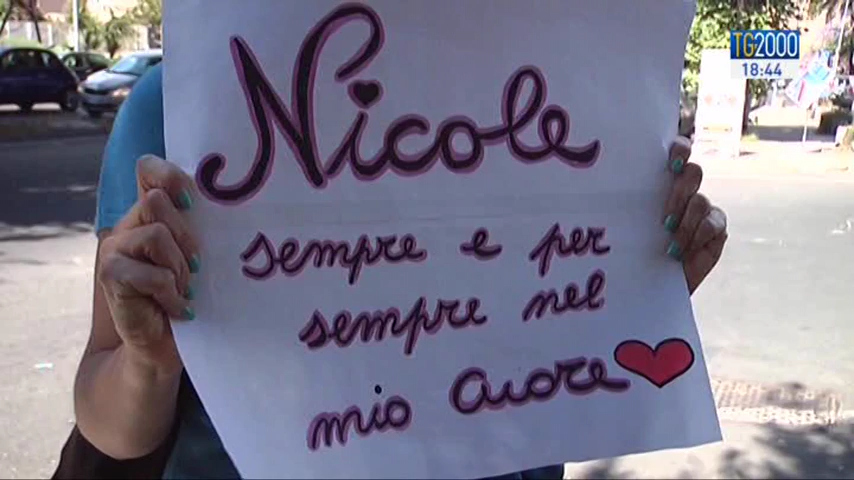 TG2000
18:44
Nicole
sempre e per
sempre nel
mio cuore